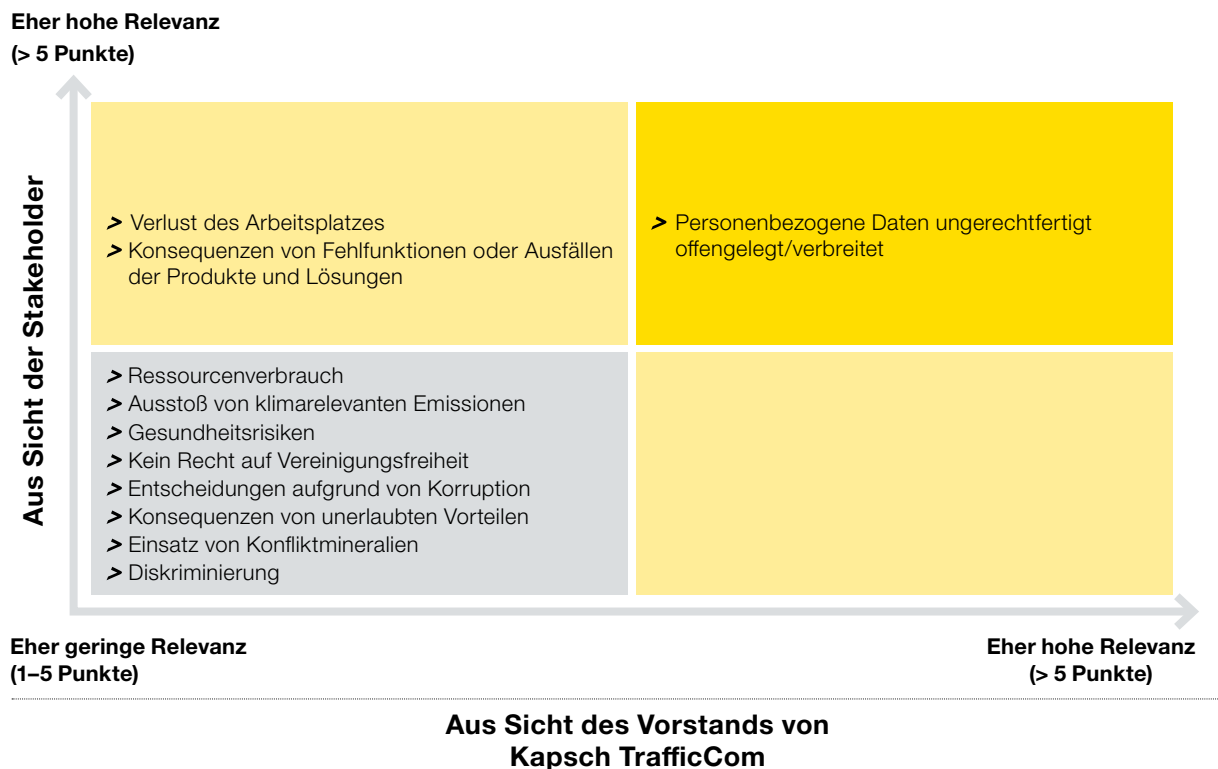 Eher hohe Relevanz
(> 5 Punkte)
Aus Sicht der Stakeholder
> Verlust des Arbeitsplatzes
> Konsequenzen von Fehlfunktionen oder Ausfällen
der Produkte und Lösungen
> Personenbezogene Daten ungerechtfertigt
offengelegt/verbreitet
> Ressourcenverbrauch
> Ausstoß von klimarelevanten Emissionen
> Gesundheitsrisiken
> Kein Recht auf Vereinigungsfreiheit
> Entscheidungen aufgrund von Korruption
> Konsequenzen von unerlaubten Vorteilen
> Einsatz von Konfliktmineralien
> Diskriminierung
Eher geringe Relevanz
(1–5 Punkte)
Eher hohe Relevanz
(> 5 Punkte)
Aus Sicht des Vorstands von
Kapsch TrafficCom